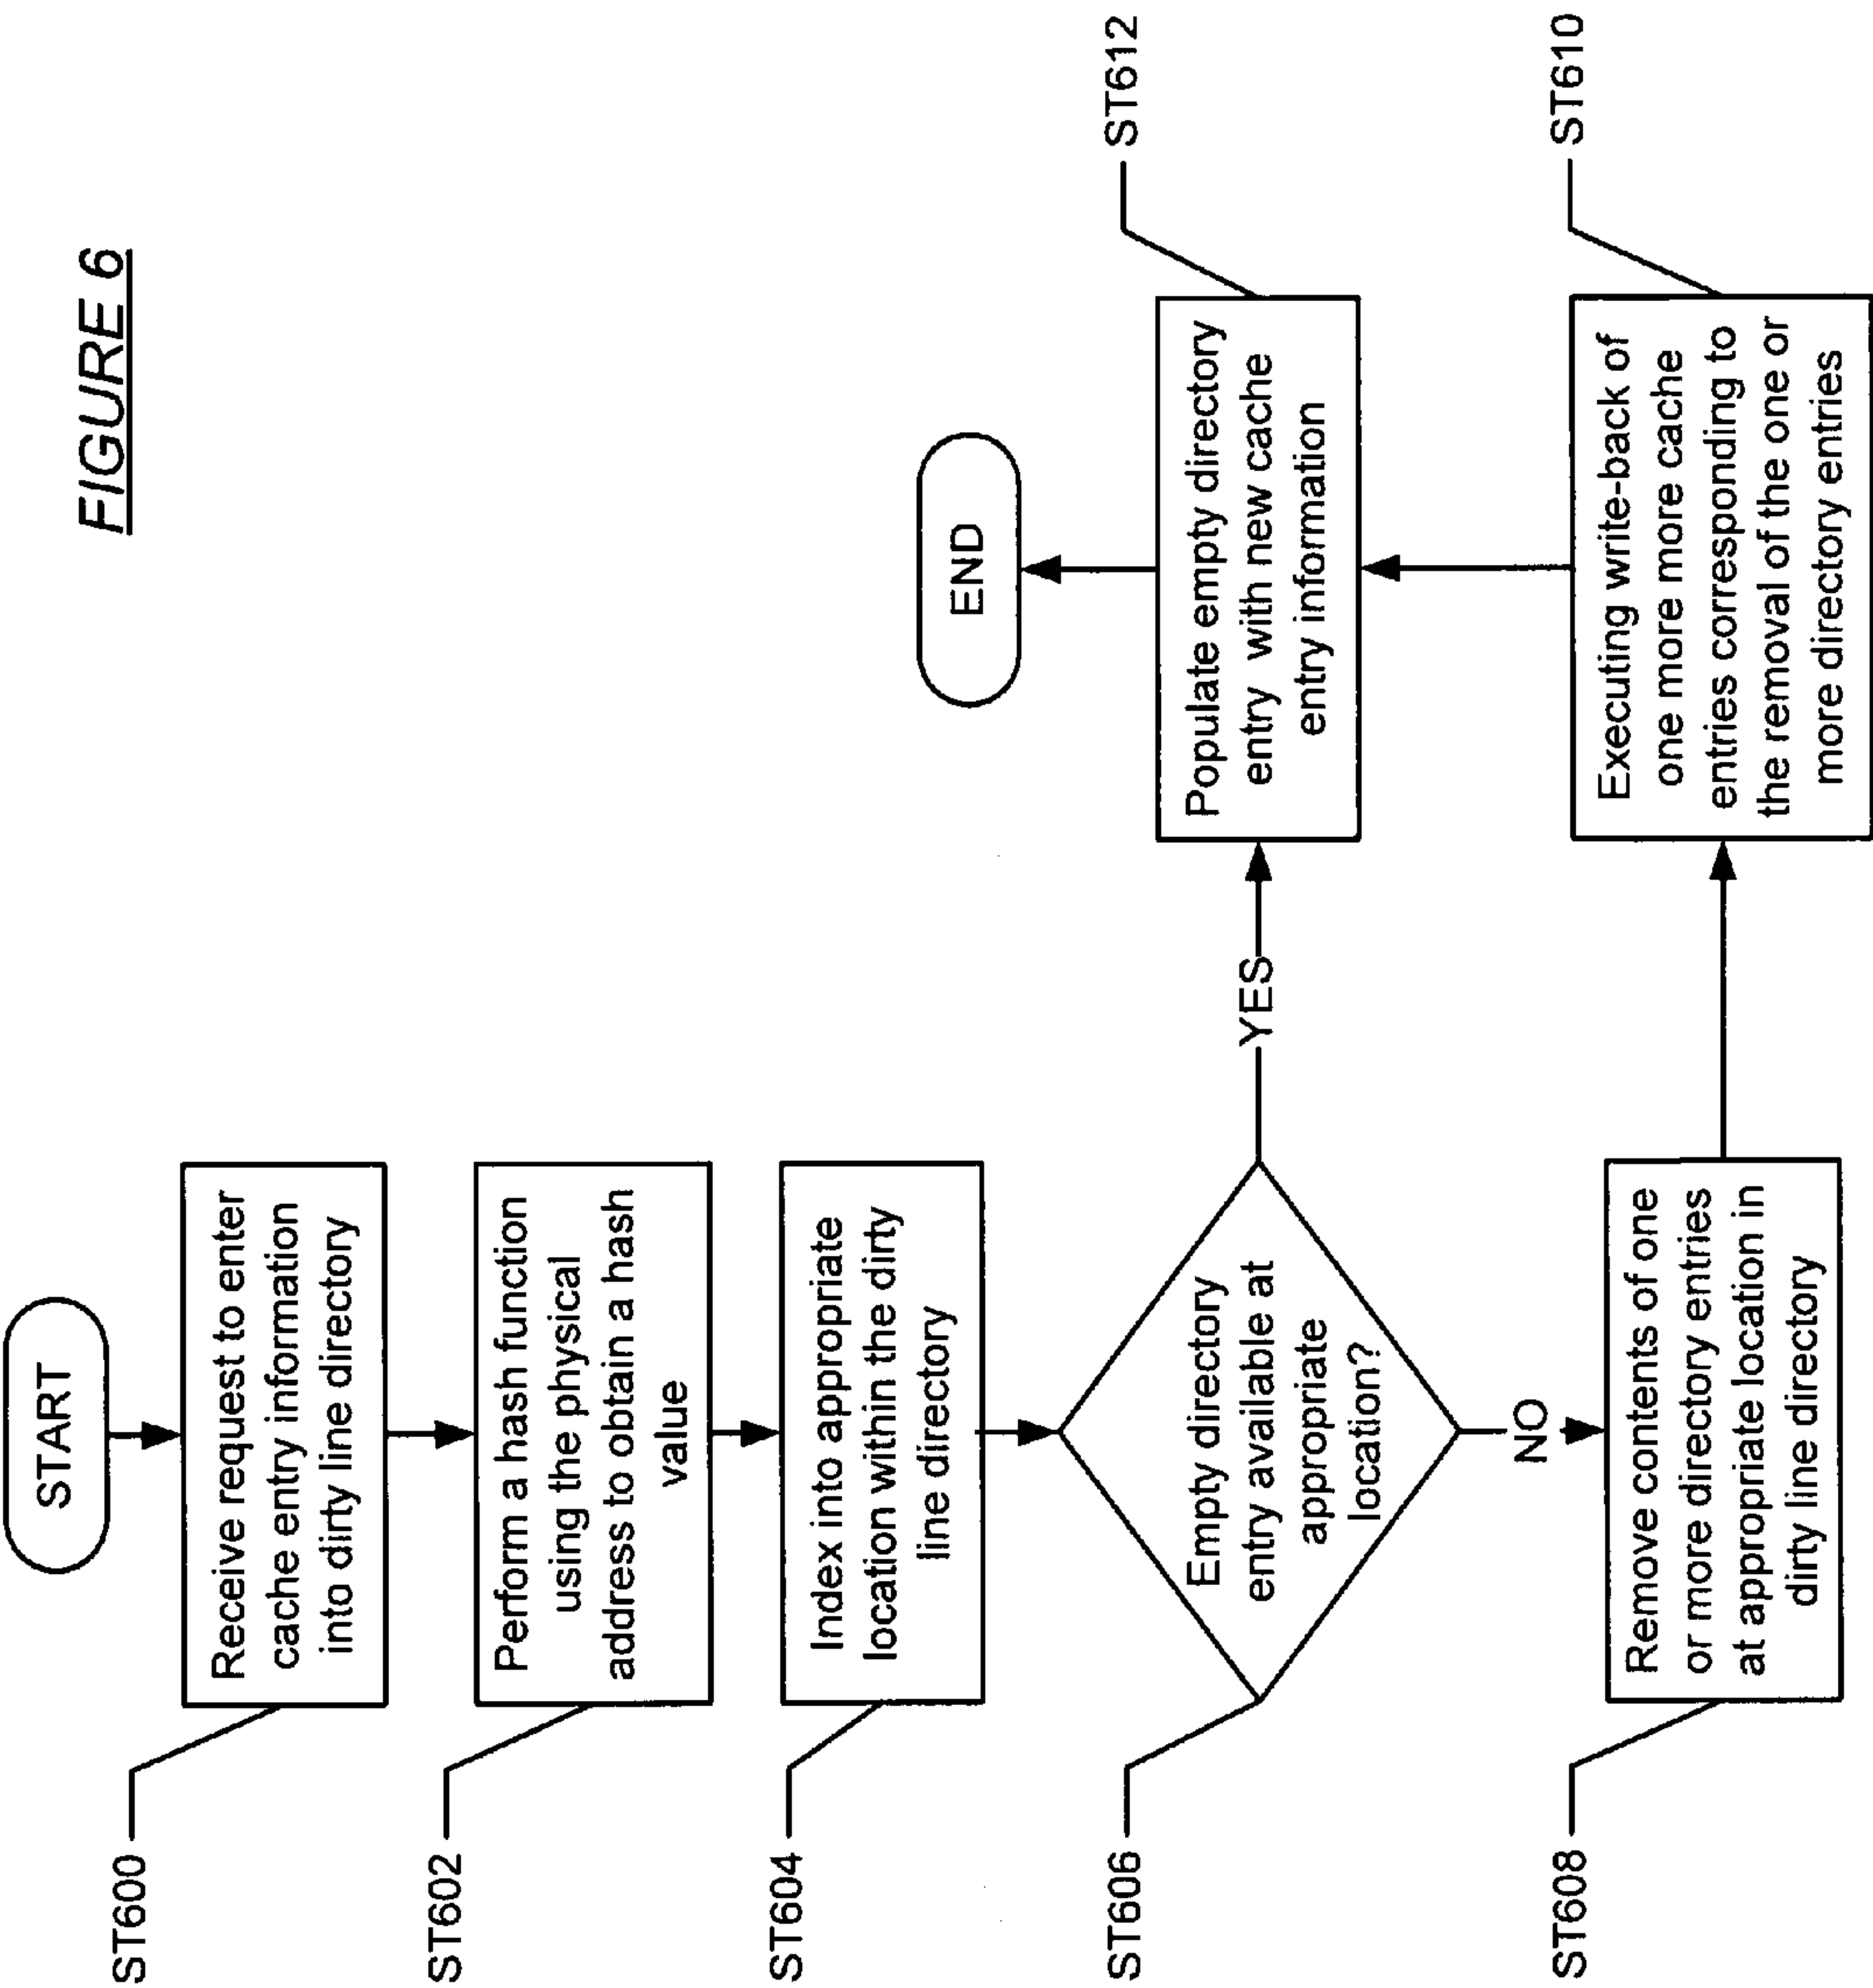 FIGURE 6
START
ST600
Receive request to enter
cache entry information
into dirty line directory
ST602
Perform a hash function
using the physical
address to obtain a hash
value
ST604
Index into appropriate
location within the dirty
line directory
ST606
Empty directory
entry available at
appropriate
location?
YES
NO
ST608
Remove contents of one
or more directory entries
at appropriate location in
dirty line directory
ST610
Executing write-back of
one more more cache
entries corresponding to
the removal of the one or
more directory entries
ST612
Populate empty directory
entry with new cache
entry information
END